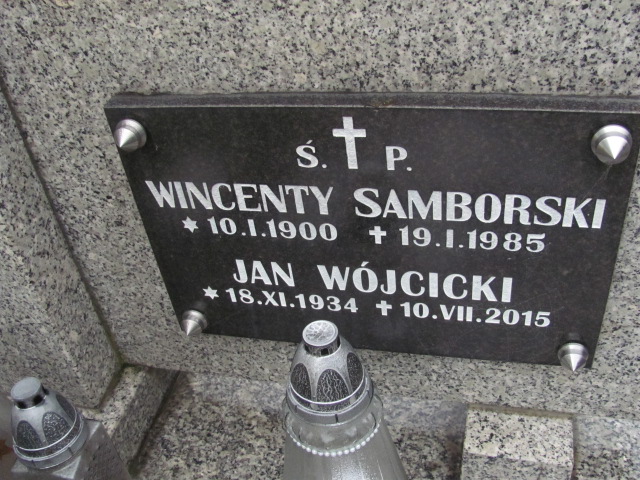 Ś. ✝ P.
WINCENTY SAMBORSKI
* 10.I.1900 ✝ 19.I.1985
JAN WÓJCICKI
* 18.XI.1934 ✝ 10.VII.2015